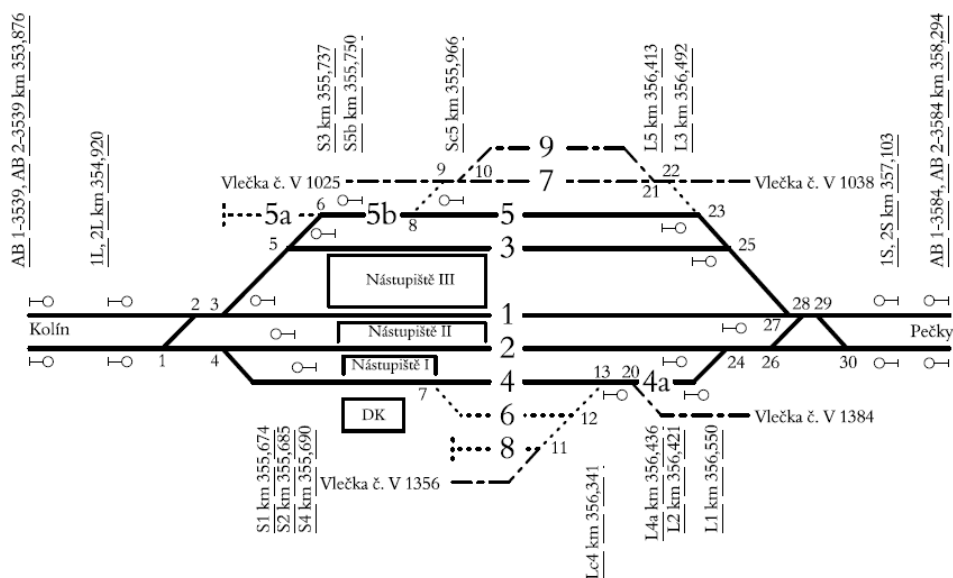 AB 1-3539, AB 2-3539 km 353,876
1L, 2L km 354,920
S3 km 355,737
S5b km 355,750
Sc5 km 355,966
L5 km 356,413
L3 km 356,492
1S, 2S km 357,103
AB 1-3584, AB 2-3584 km 358,294
9
Vlečka č. V 1025
9
10
7
21
22
Vlečka č. V 1038
5a
6
5b
8
5
23
5
3
25
Nástupiště III
2
3
1
28
29
Kolín
Nástupiště II
27
Pečky
1
4
2
24
26
30
Nástupiště I
7
4
13
20
4a
DK
6
12
Vlečka č. V 1384
8
11
Vlečka č. V 1356
S1 km 355,674
S2 km 355,685
S4 km 355,690
Lc4 km 356,341
L4a km 356,436
L2 km 356,421
L1 km 356,550